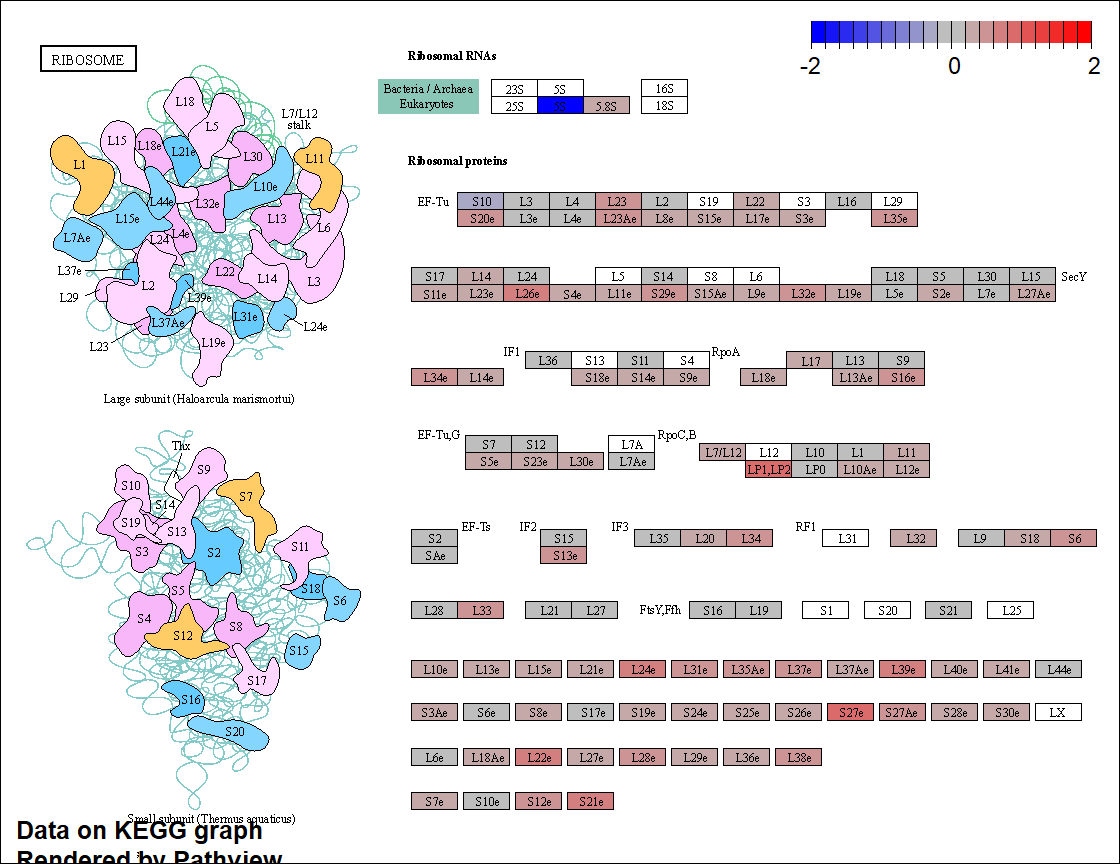 RIBOSOME
L18
L5
L7/L12
stalk
L15
L18e
L21e
L30
L11
L1
L10e
L44e
L32e
L15e
L13
L6
L7Ae
L24
L4e
L37e
L22
L14
L3
L29
L2
L39e
L37Ae
L31e
L24e
L23
L19e
Large subunit (Haloarcula marismortui)
Thx
S9
S10
S7
S14
S19
S13
S3
S2
S11
S5
S18
S6
S4
S12
S8
S15
S17
S16
S20
Small subunit (Thermus aquaticus)
Data on KEGG graph
Rendered by Pathview
-2 0 2
Ribosomal RNAs
Bacteria / Archaea 23S 5S 16S
Eukaryotes 25S 5S 5.8S 18S
Ribosomal proteins
EF-Tu S10 L3 L4 L23 L2 S19 L22 S3 L16 L29
S20e L3e L4e L23Ae L8e S15e L17e S3e L35e
S17 L14 L24 L5 S14 S8 L6 L18 S5 L30 L15 SecY
S11e L23e L26e S4e L11e S29e S15Ae L9e L32e L19e L5e S2e L7e L27Ae
IF1 L36 S13 S11 S4 RpoA L17 L13 S9
L34e L14e S18e S14e S9e L18e L13Ae S16e
EF-Tu,G S7 S12 L7A RpoC,B L7/L12 L12 L10 L1 L11
S5e S23e L30e L7Ae LP1,LP2 LP0 L10Ae L12e
S2 EF-Ts IF2 S15 IF3 L35 L20 L34 RF1 L31 L32 L9 S18 S6
SAe S13e
L28 L33 L21 L27 FtsY,Ffh S16 L19 S1 S20 S21 L25
L10e L13e L15e L21e L24e L31e L35Ae L37e L37Ae L39e L40e L41e L44e
S3Ae S6e S8e S17e S19e S24e S25e S26e S27e S27Ae S28e S30e LX
L6e L18Ae L22e L27e L28e L29e L36e L38e
S7e S10e S12e S21e